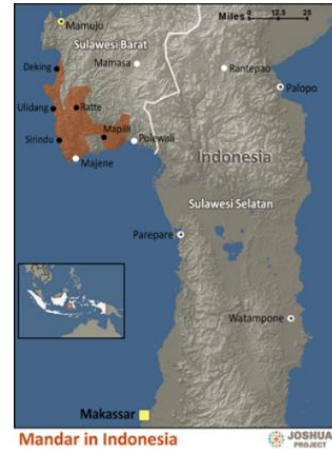 Miles 0 12.5 25
Mamuju
Sulawesi Barat
Deking
Mamasa
Rantepao
Palopo
Ulidang
Ratte
Mapilli
Sirindu
Polewali
Majene
Indonesia
Sulawesi Selatan
Parepare
Watampone
Makassar
Mandar in Indonesia
JOSHUA
PROJECT